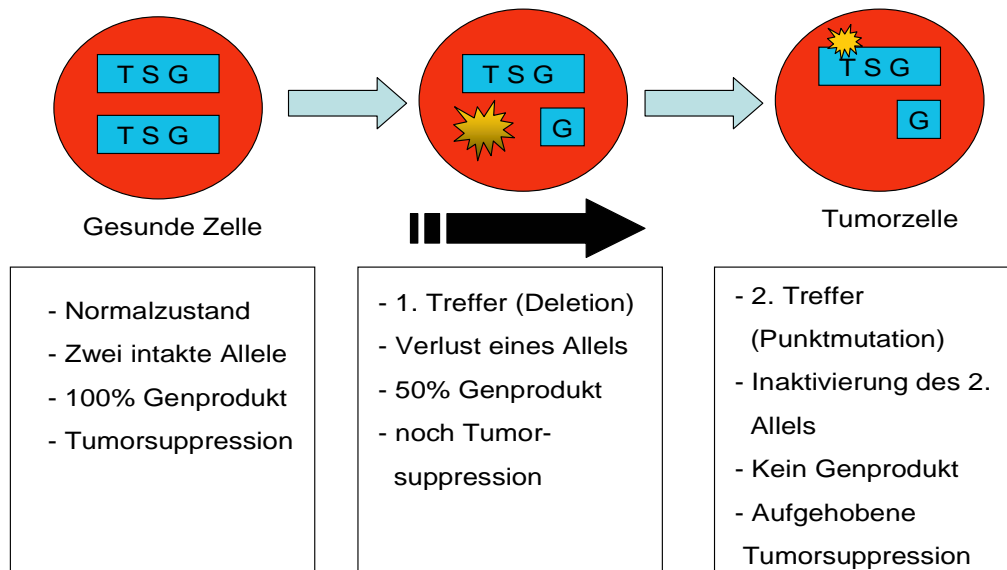 T S G
T S G
T S G
G
T S G
G
Gesunde Zelle
Tumorzelle
- Normalzustand
- Zwei intakte Allele
- 100% Genprodukt
- Tumorsuppression
- 1. Treffer (Deletion)
- Verlust eines Allels
- 50% Genprodukt
- noch Tumor-
suppression
- 2. Treffer
(Punktmutation)
- Inaktivierung des 2.
Allels
- Kein Genprodukt
- Aufgehobene
Tumorsuppression